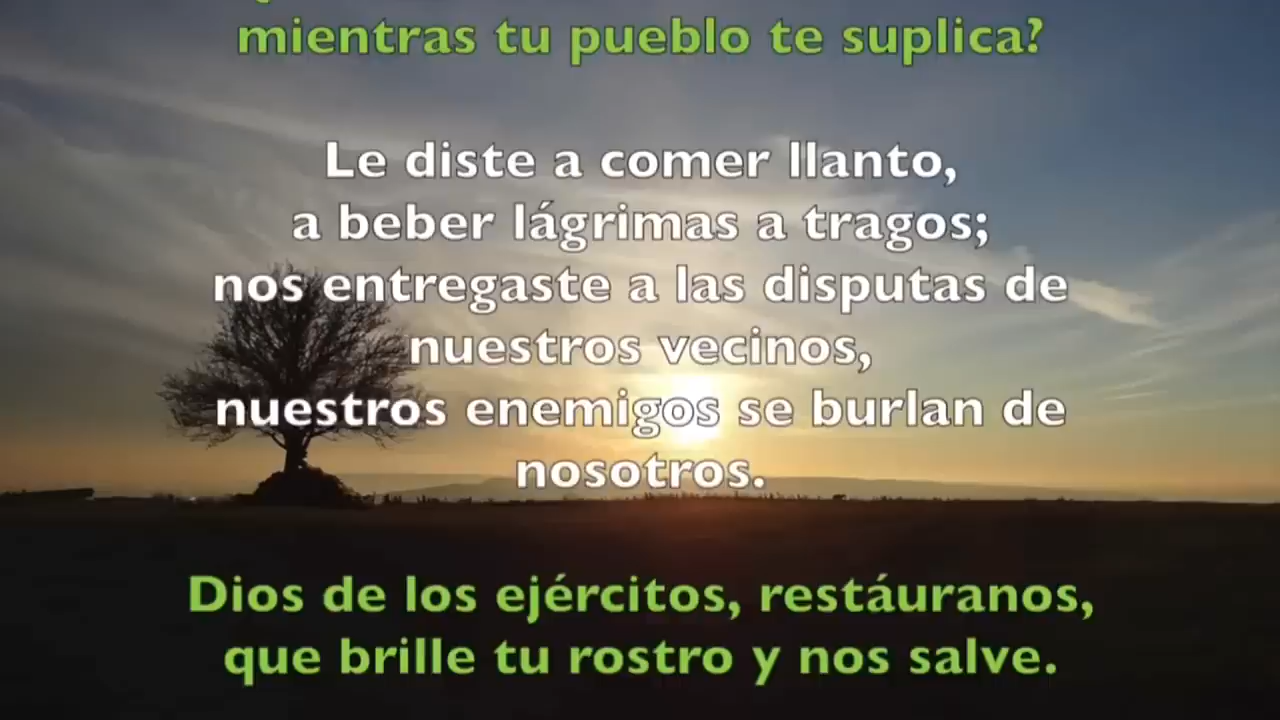 mientras tu pueblo te suplica?
Le diste a comer llanto,
a beber lágrimas a tragos;
nos entregaste a las disputas de
nuestros vecinos,
nuestros enemigos se burlan de
nosotros.
Dios de los ejércitos, restáuranos,
que brille tu rostro y nos salve.